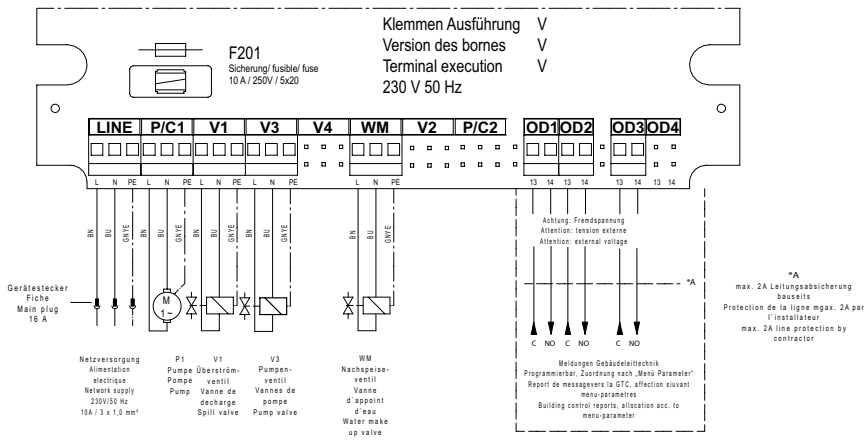 Klemmen Ausführung V
Version des bornes V
Terminal execution V
230 V 50 Hz
F201
Sicherung/ fusible/ fuse
10 A / 250V / 5x20
LINE P/C1 V1 V3 V4 WM V2 P/C2 OD1 OD2 OD3 OD4
L N PE L N PE L N PE L N PE L N PE 13 14 13 14 13 14 13 14
BN BU GNYE BN BU GNYE BN BU GNYE BN BU GNYE BN BU GNYE
Achtung: Fremdspannung
Attention: tension externe
Attention: external voltage
*A
Gerätestecker
Fiche
Main plug
16 A
M
1~
C NO C NO C NO
*A
max. 2A Leitungsabsicherung
bauseits
Protection de la ligne mgax. 2A par
l`installateur
max. 2A line protection by
contractor
Netzversorgung
Alimentation
electrique
Network supply
230V/50 Hz
10A / 3 x 1,0 mm²
P1
Pumpe
Pompe
Pump
V1
Überström-
ventil
Vanne de
decharge
Spill valve
V3
Pumpen-
ventil
Vannes de
pompe
Pump valve
WM
Nachspeise-
ventil
Vanne
d`appoint
d`eau
Water make
up valve
Meldungen Gebäudeleittechnik
Programmierbar, Zuordnung nach „Menü Parameter“
Report de messagevers la GTC, affection siuvant
menu-parametres
Building control reports, allocation acc. to
menu-parameter